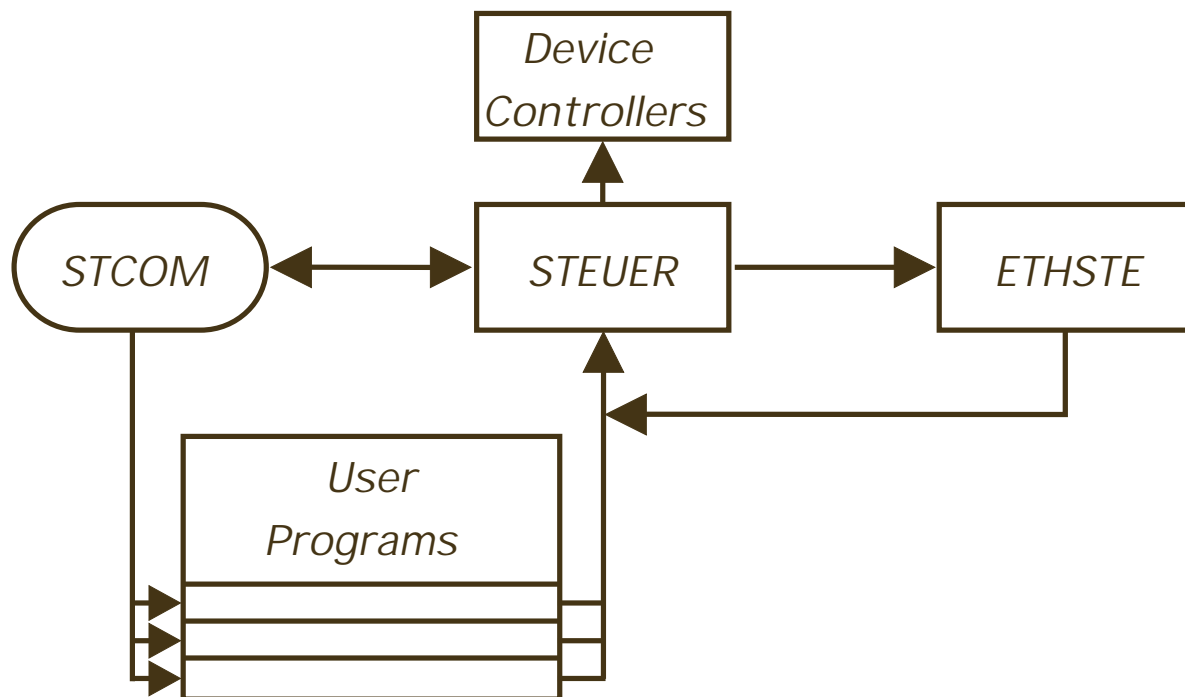 Device
Controllers
STCOM
STEUER
ETHSTE
User
Programs